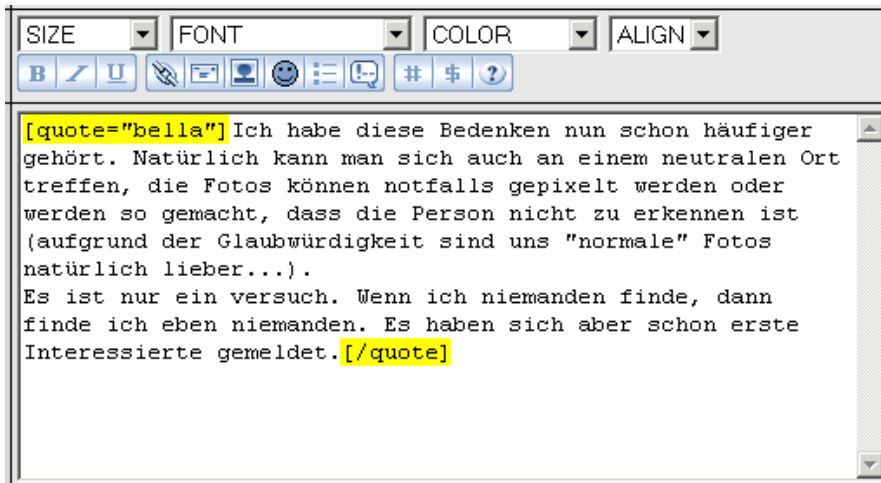 SIZE FONT COLOR ALIGN
B I U # $ ?
[quote="bella"]Ich habe diese Bedenken nun schon häufiger
gehört. Natürlich kann man sich auch an einem neutralen Ort
treffen, die Fotos können notfalls gepixelt werden oder
werden so gemacht, dass die Person nicht zu erkennen ist
(aufgrund der Glaubwürdigkeit sind uns "normale" Fotos
natürlich lieber...).
Es ist nur ein versuch. Wenn ich niemanden finde, dann
finde ich eben niemanden. Es haben sich aber schon erste
Interessierte gemeldet.[/quote]